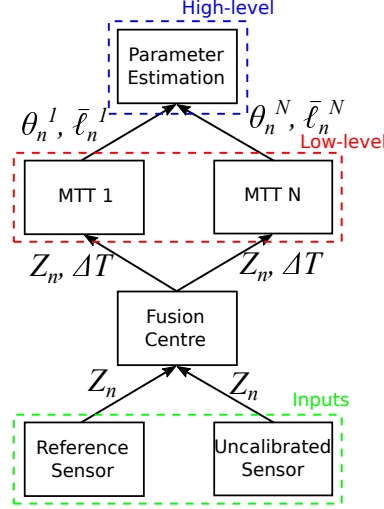 High-level
Parameter
Estimation
θₙ¹, ℓ̄ₙ¹
θₙᴺ, ℓ̄ₙᴺ
Low-level
MTT 1
MTT N
Zₙ, ΔT
Zₙ, ΔT
Fusion
Centre
Zₙ
Zₙ
Inputs
Reference
Sensor
Uncalibrated
Sensor